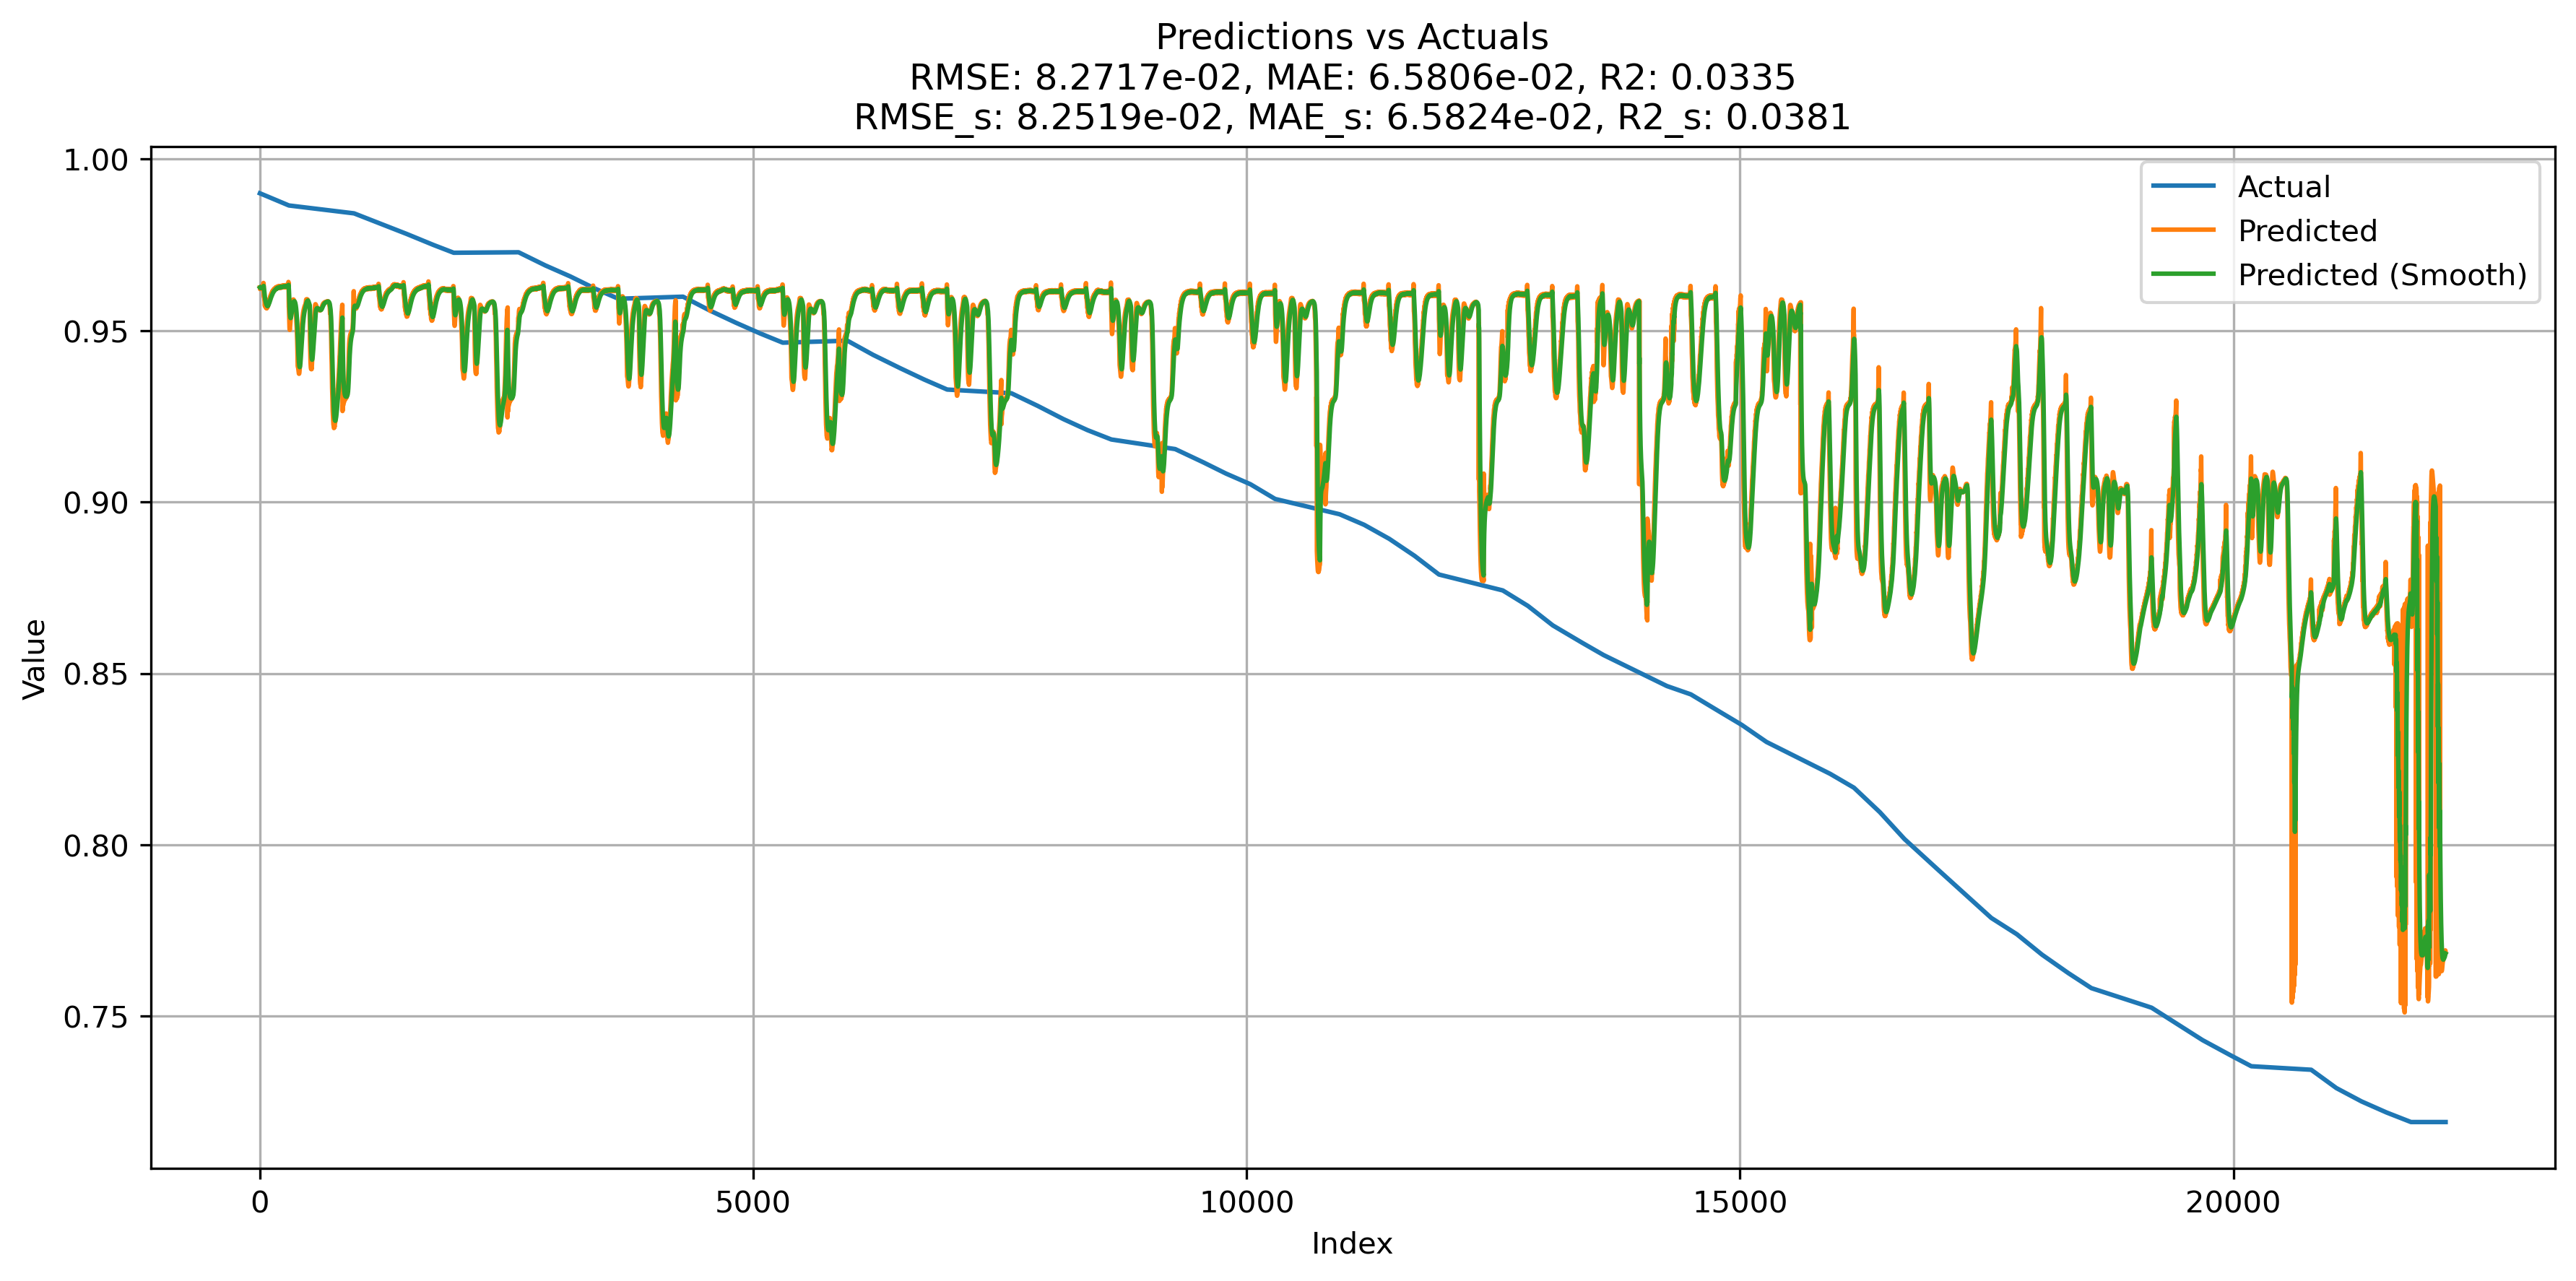 Predictions vs Actuals
RMSE: 8.2717e-02, MAE: 6.5806e-02, R2: 0.0335
RMSE_s: 8.2519e-02, MAE_s: 6.5824e-02, R2_s: 0.0381
Actual
Predicted
Predicted (Smooth)
Value
1.00
0.95
0.90
0.85
0.80
0.75
0
5000
10000
15000
20000
Index